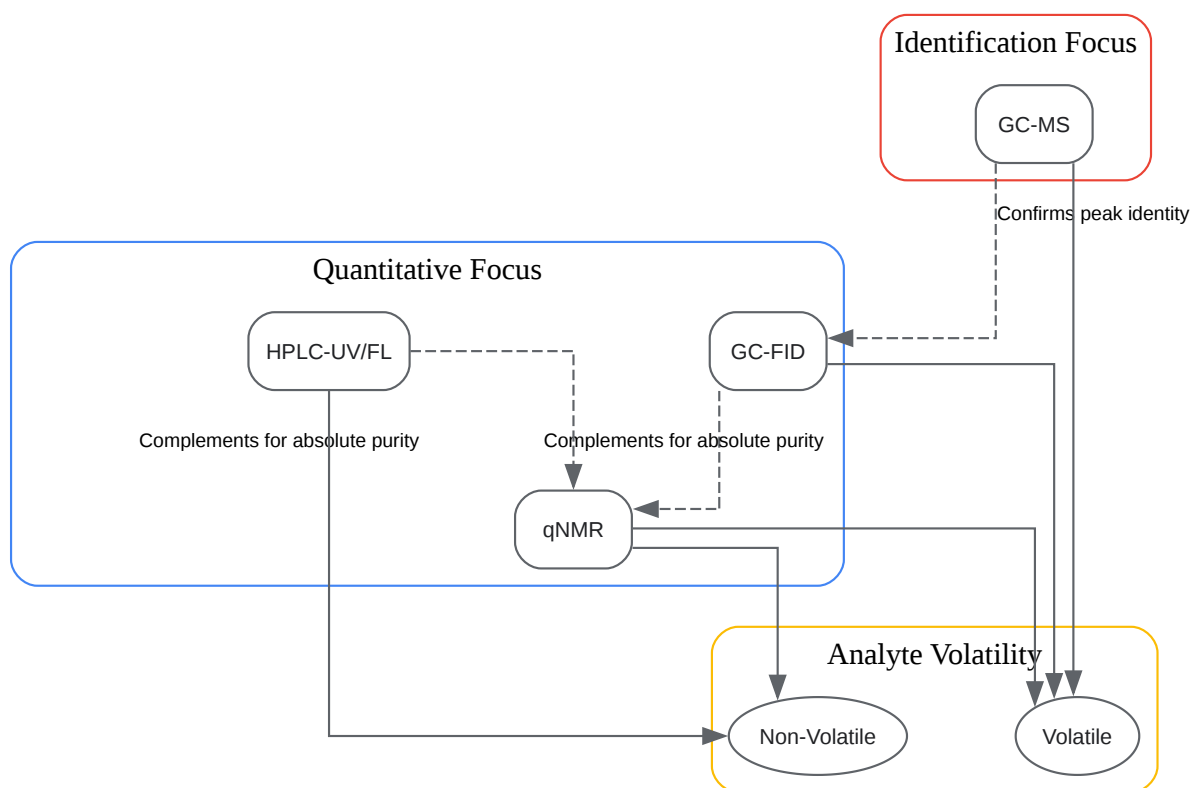 Identification Focus
GC-MS
Confirms peak identity
Quantitative Focus
HPLC-UV/FL
GC-FID
Complements for absolute purity
Complements for absolute purity
qNMR
Analyte Volatility
Non-Volatile
Volatile